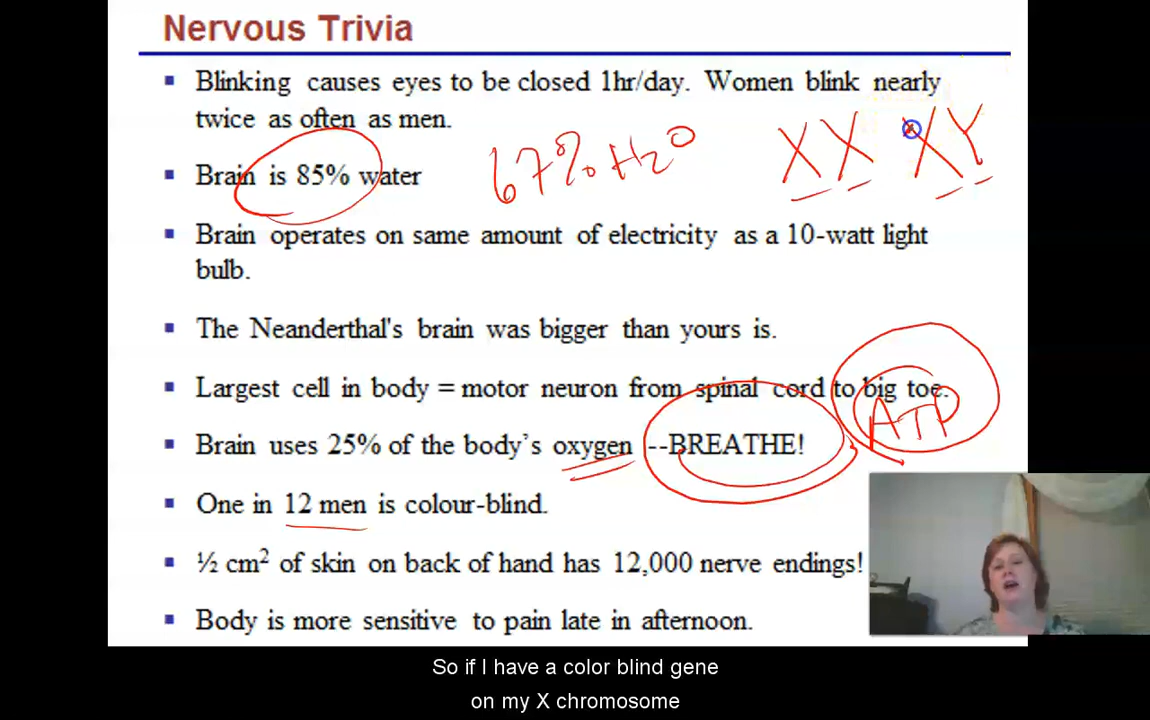 Nervous Trivia
▪ Blinking causes eyes to be closed 1hr/day. Women blink nearly
twice as often as men.
67% H2O
XX XY
▪ Brain is 85% water
▪ Brain operates on same amount of electricity as a 10-watt light
bulb.
▪ The Neanderthal's brain was bigger than yours is.
▪ Largest cell in body = motor neuron from spinal cord to big toe.
ATP
▪ Brain uses 25% of the body's oxygen --BREATHE!
▪ One in 12 men is colour-blind.
▪ ½ cm² of skin on back of hand has 12,000 nerve endings!
▪ Body is more sensitive to pain late in afternoon.
So if I have a color blind gene
on my X chromosome